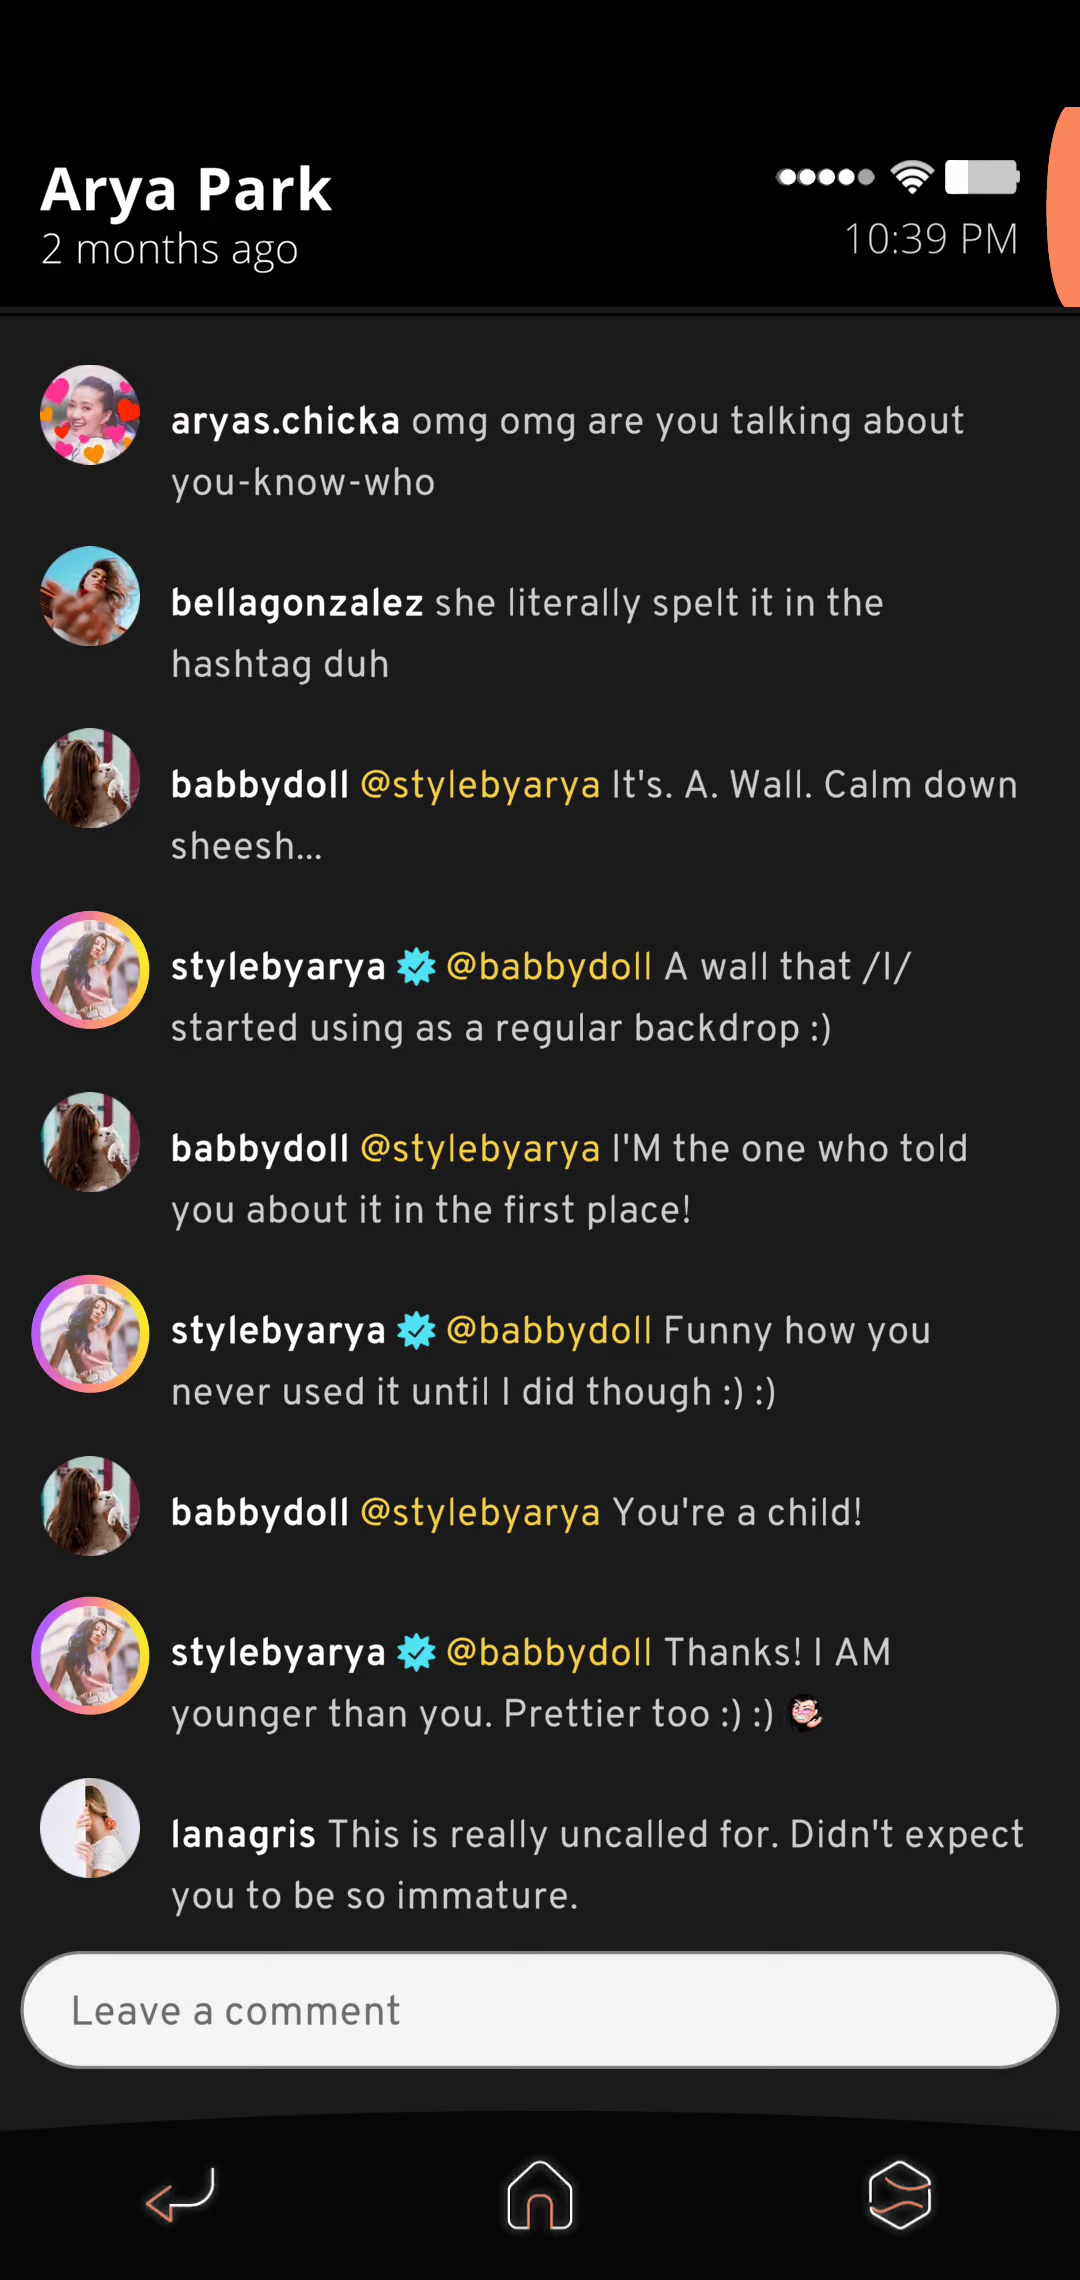 Arya Park
2 months ago
10:39 PM
aryas.chicka omg omg are you talking about
you-know-who
bellagonzalez she literally spelt it in the
hashtag duh
babbydoll @stylebyarya It's. A. Wall. Calm down
sheesh...
stylebyarya @babbydoll A wall that /I/
started using as a regular backdrop :)
babbydoll @stylebyarya I'M the one who told
you about it in the first place!
stylebyarya @babbydoll Funny how you
never used it until I did though :) :)
babbydoll @stylebyarya You're a child!
stylebyarya @babbydoll Thanks! I AM
younger than you. Prettier too :) :)
lanagris This is really uncalled for. Didn't expect
you to be so immature.
Leave a comment